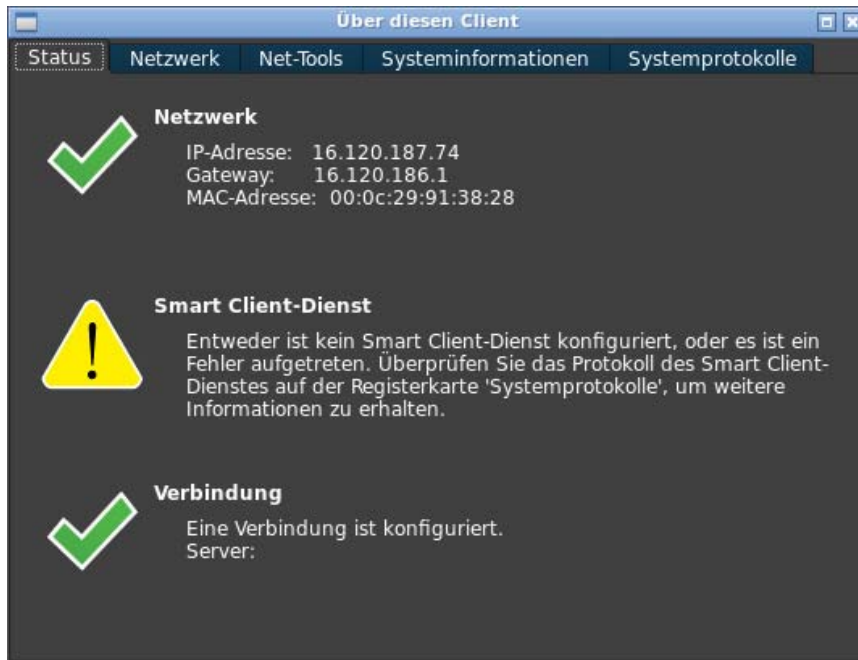 Über diesen Client
Status Netzwerk Net-Tools Systeminformationen Systemprotokolle
Netzwerk
IP-Adresse: 16.120.187.74
Gateway: 16.120.186.1
MAC-Adresse: 00:0c:29:91:38:28
Smart Client-Dienst
Entweder ist kein Smart Client-Dienst konfiguriert, oder es ist ein
Fehler aufgetreten. Überprüfen Sie das Protokoll des Smart Client-
Dienstes auf der Registerkarte 'Systemprotokolle', um weitere
Informationen zu erhalten.
Verbindung
Eine Verbindung ist konfiguriert.
Server: